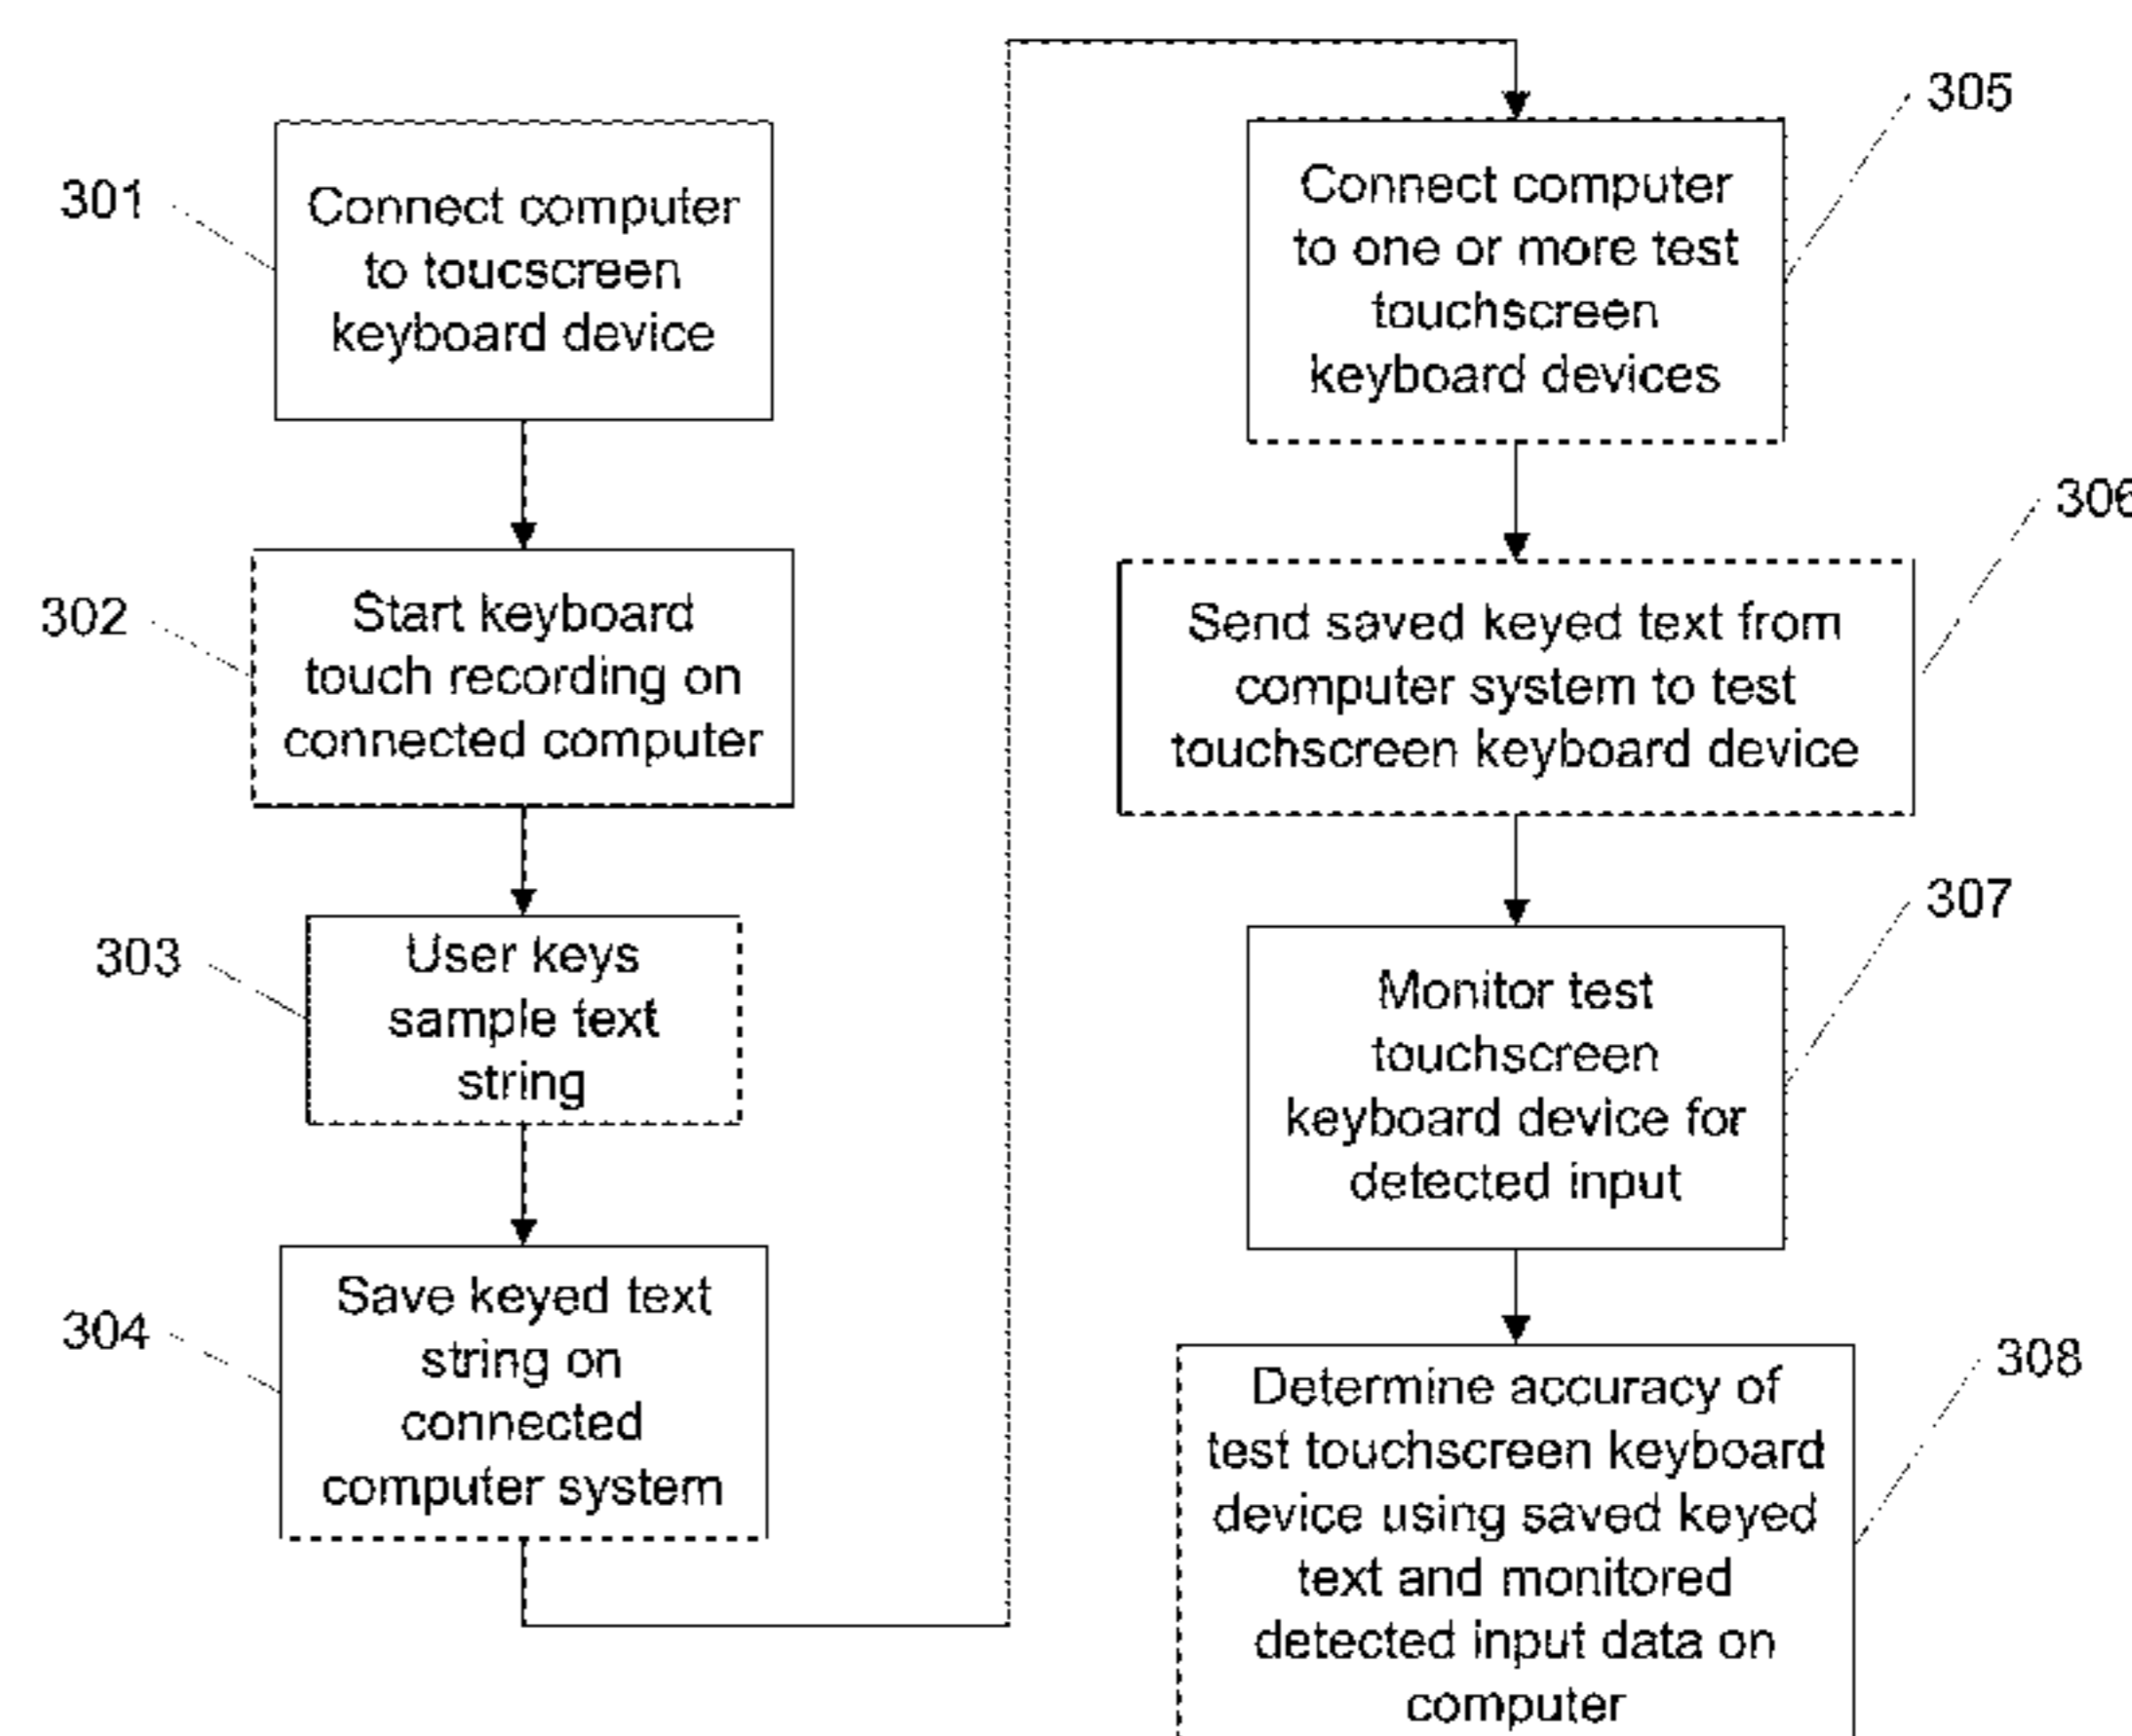 301
Connect computer
to toucscreen
keyboard device
302
Start keyboard
touch recording on
connected computer
303
User keys
sample text
string
304
Save keyed text
string on
connected
computer system
305
Connect computer
to one or more test
touchscreen
keyboard devices
306
Send saved keyed text from
computer system to test
touchscreen keyboard device
307
Monitor test
touchscreen
keyboard device for
detected input
308
Determine accuracy of
test touchscreen keyboard
device using saved keyed
text and monitored
detected input data on
computer